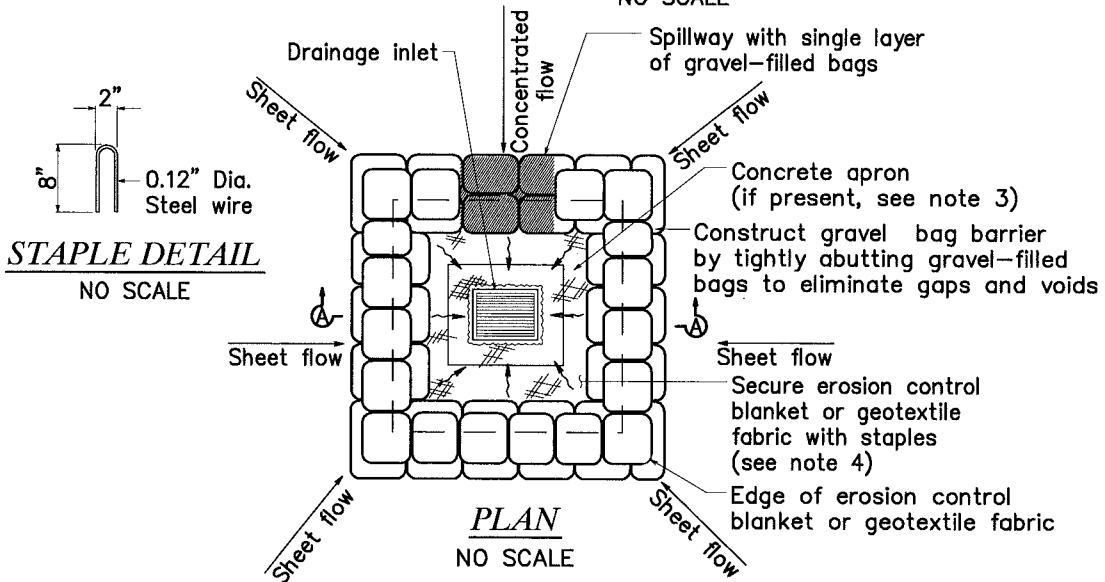 NO SCALE
Drainage inlet
Concentrated
flow
Spillway with single layer
of gravel-filled bags
Sheet flow
Sheet flow
2"
8"
0.12" Dia.
Steel wire
STAPLE DETAIL
NO SCALE
Concrete apron
(if present, see note 3)
Construct gravel bag barrier
by tightly abutting gravel-filled
bags to eliminate gaps and voids
A
A
Sheet flow
Sheet flow
Secure erosion control
blanket or geotextile
fabric with staples
(see note 4)
Edge of erosion control
blanket or geotextile fabric
Sheet flow
Sheet flow
PLAN
NO SCALE